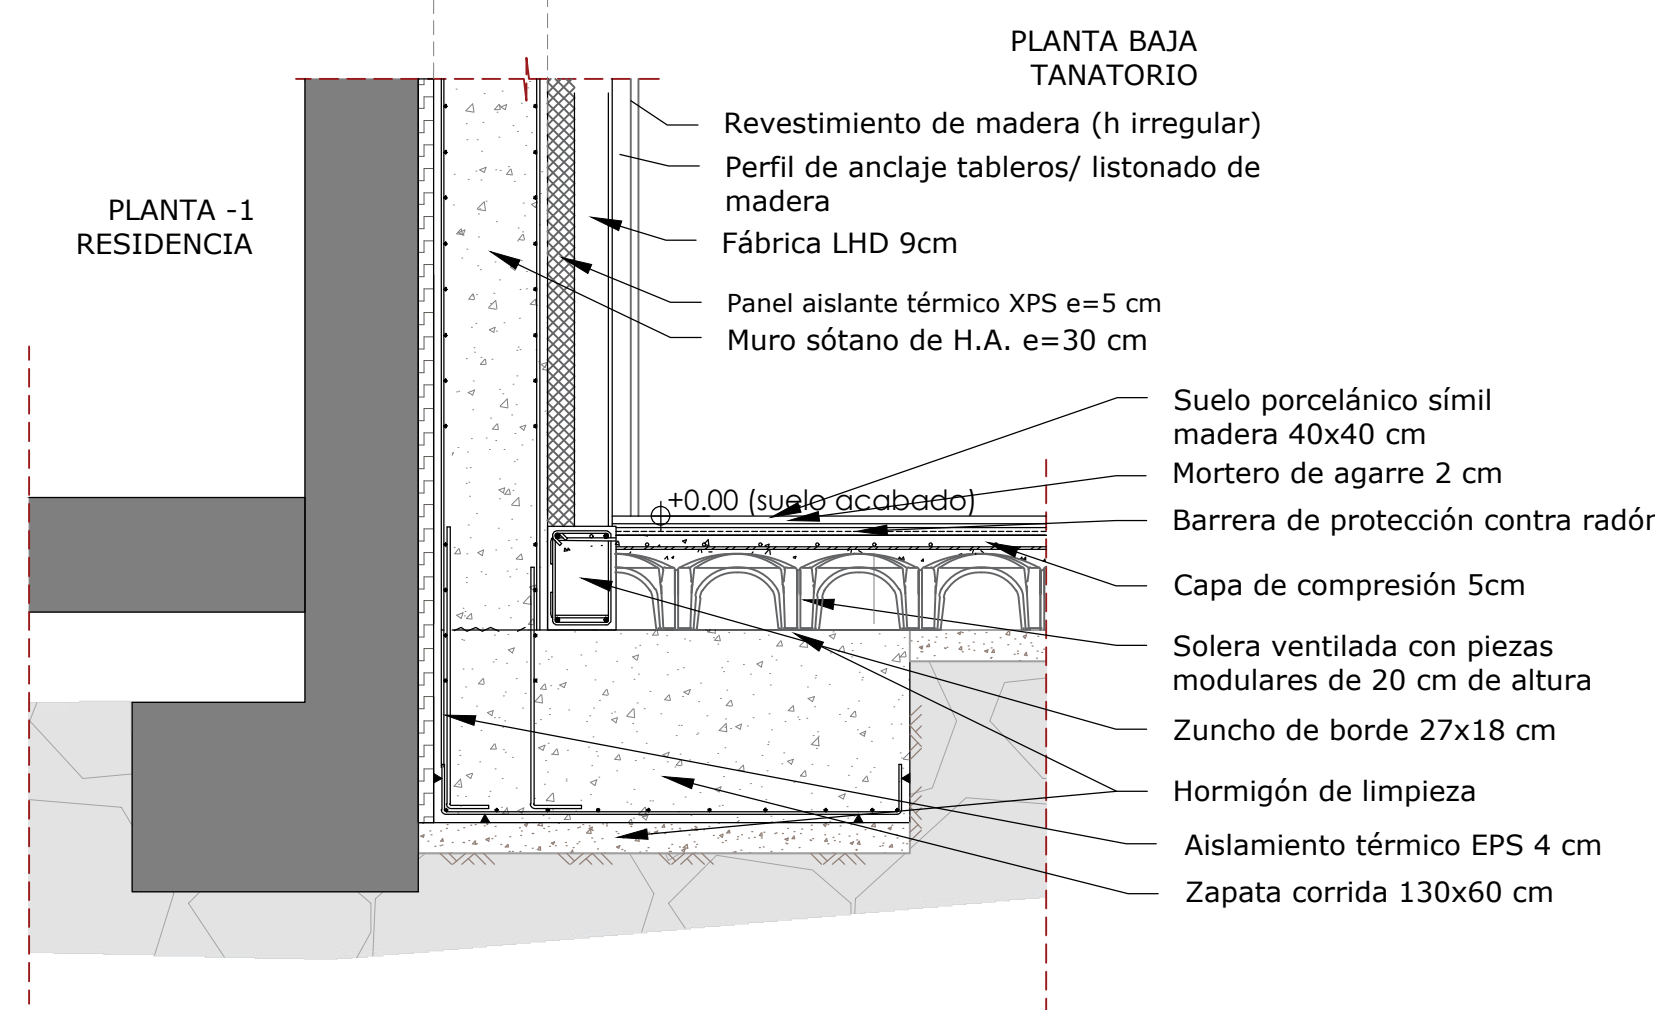 PLANTA BAJA
TANATORIO
Revestimiento de madera (h irregular)
Perfil de anclaje tableros/ listonado de
madera
PLANTA -1
RESIDENCIA
Fábrica LHD 9cm
Panel aislante térmico XPS e=5 cm
Muro sótano de H.A. e=30 cm
Suelo porcelánico símil
madera 40x40 cm
Mortero de agarre 2 cm
+0.00 (suelo acabado)
Barrera de protección contra radón
Capa de compresión 5cm
Solera ventilada con piezas
modulares de 20 cm de altura
Zuncho de borde 27x18 cm
Hormigón de limpieza
Aislamiento térmico EPS 4 cm
Zapata corrida 130x60 cm